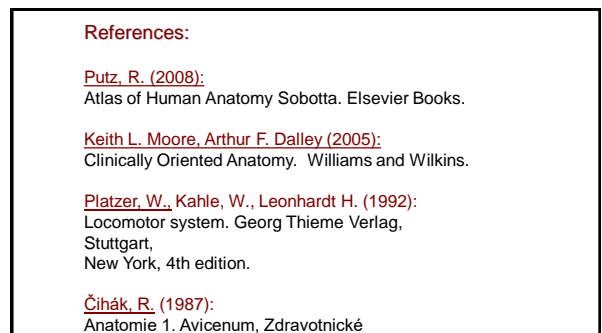 References:
Putz, R. (2008):
Atlas of Human Anatomy Sobotta. Elsevier Books.
Keith L. Moore, Arthur F. Dalley (2005):
Clinically Oriented Anatomy. Williams and Wilkins.
Platzer, W., Kahle, W., Leonhardt H. (1992):
Locomotor system. Georg Thieme Verlag,
Stuttgart,
New York, 4th edition.
Čihák, R. (1987):
Anatomie 1. Avicenum, Zdravotnické